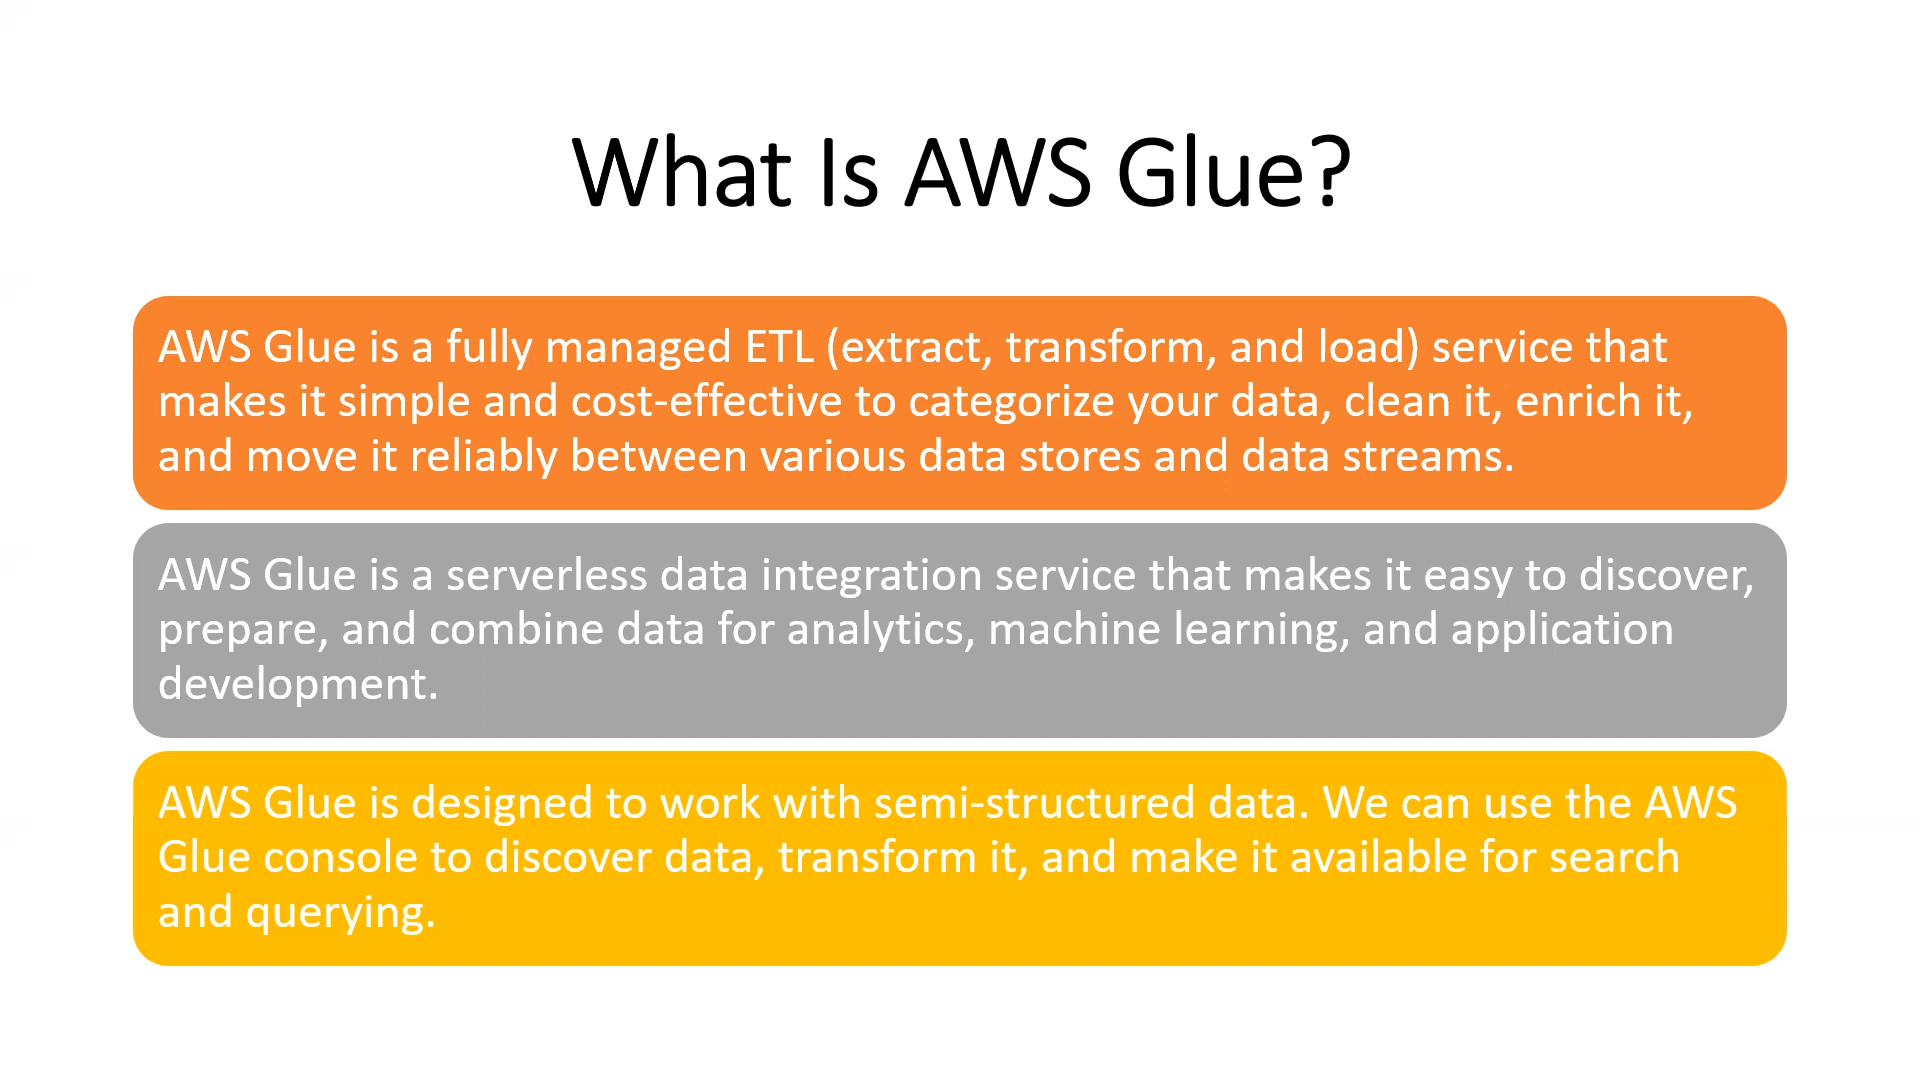 What Is AWS Glue?
AWS Glue is a fully managed ETL (extract, transform, and load) service that
makes it simple and cost-effective to categorize your data, clean it, enrich it,
and move it reliably between various data stores and data streams.
AWS Glue is a serverless data integration service that makes it easy to discover,
prepare, and combine data for analytics, machine learning, and application
development.
AWS Glue is designed to work with semi-structured data. We can use the AWS
Glue console to discover data, transform it, and make it available for search
and querying.